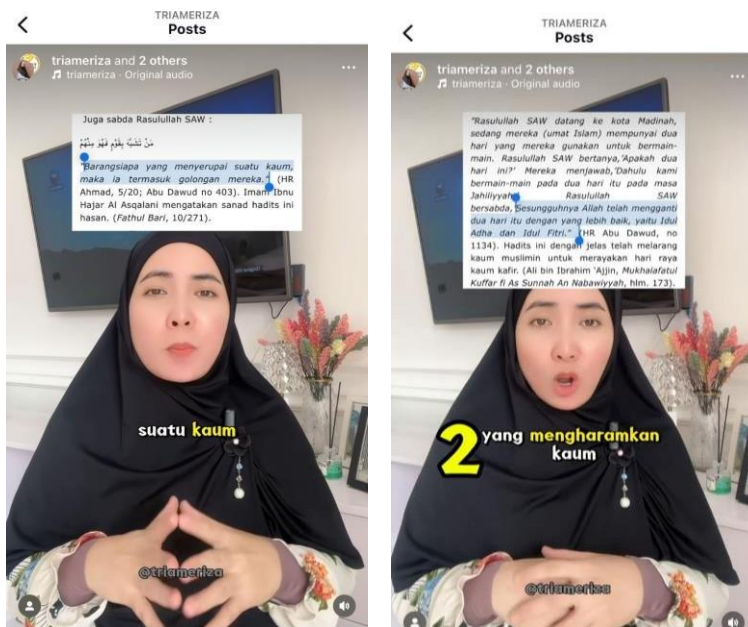 TRIAMERIZA
Posts
triameriza and 2 others
triameriza · Original audio
Juga sabda Rasulullah SAW :
مَنْ تَشَبَّهَ بِقَوْمٍ فَهُوَ مِنْهُمْ
"Barangsiapa yang menyerupai suatu kaum,
maka ia termasuk golongan mereka." (HR
Ahmad, 5/20; Abu Dawud no 403). Imam Ibnu
Hajar Al Asqalani mengatakan sanad hadits ini
hasan. (Fathul Bari, 10/271).
suatu kaum
@triameriza
TRIAMERIZA
Posts
triameriza and 2 others
triameriza · Original audio
"Rasulullah SAW datang ke kota Madinah,
sedang mereka (umat Islam) mempunyai dua
hari yang mereka gunakan untuk bermain-
main. Rasulullah SAW bertanya,'Apakah dua
hari ini?' Mereka menjawab,'Dahulu kami
bermain-main pada dua hari itu pada masa
Jahiliyyah. Rasulullah SAW
bersabda,'Sesungguhnya Allah telah mengganti
dua hari itu dengan yang lebih baik, yaitu Idul
Adha dan Idul Fitri." (HR Abu Dawud, no
1134). Hadits ini dengan jelas telah melarang
kaum muslimin untuk merayakan hari raya
kaum kafir. (Ali bin Ibrahim 'Ajjin, Mukhalafatul
Kuffar fi As Sunnah An Nabawiyyah, hlm. 173).
2 yang mengharamkan
kaum
@triameriza